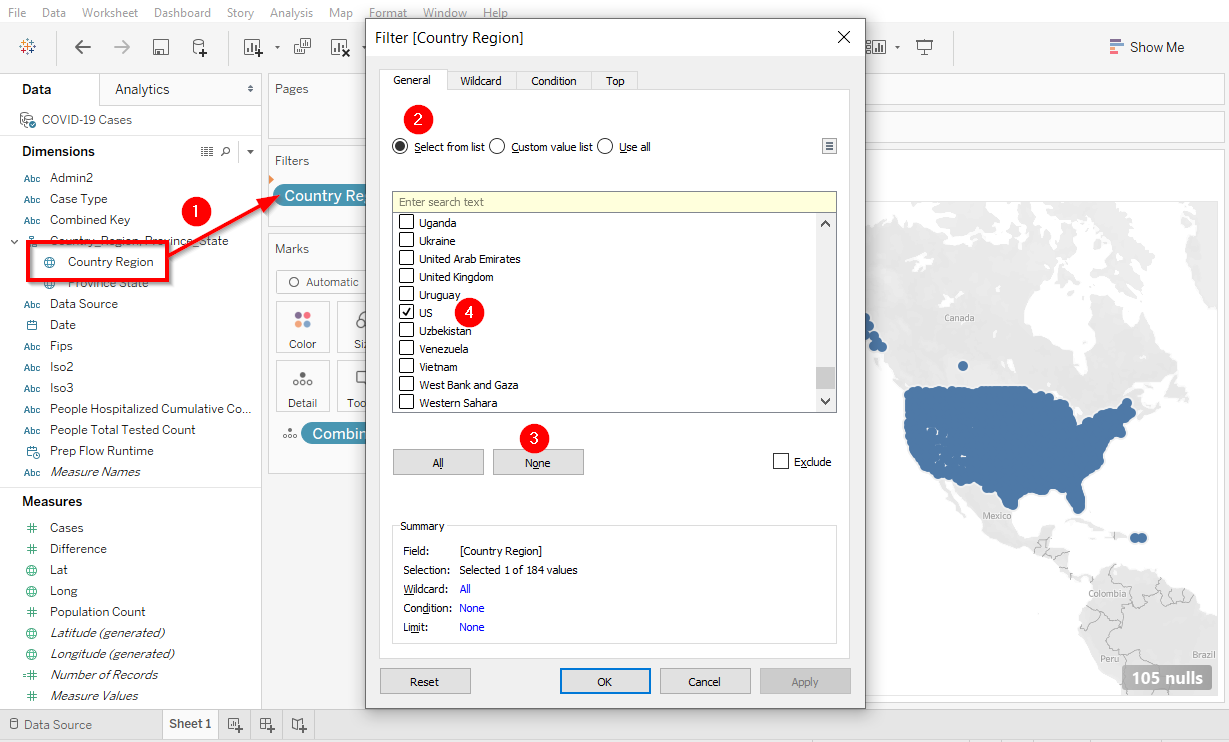 File Data Worksheet Dashboard Story Analysis Map Format Window Help
Show Me
Data Analytics
COVID-19 Cases
Dimensions
Abc Admin2
Abc Case Type
Abc Combined Key
Country_Region, Province_State
Country Region
Province State
Abc Data Source
Date
Abc Fips
Abc Iso2
Abc Iso3
Abc People Hospitalized Cumulative Co...
Abc People Total Tested Count
Prep Flow Runtime
Abc Measure Names
Measures
Cases
Difference
Lat
Long
Population Count
Latitude (generated)
Longitude (generated)
Number of Records
Measure Values
1
Pages
Filters
Country Re
Marks
Automatic
Color
Detail
Combin
Filter [Country Region]
General Wildcard Condition Top
2
Select from list Custom value list Use all
Enter search text
Uganda
Ukraine
United Arab Emirates
United Kingdom
Uruguay
US
4
Uzbekistan
Venezuela
Vietnam
West Bank and Gaza
Western Sahara
3
All None Exclude
Summary
Field: [Country Region]
Selection: Selected 1 of 184 values
Wildcard: All
Condition: None
Limit: None
Reset OK Cancel Apply
Canada
Mexico
Colombia
Peru
Brazil
105 nulls
Data Source Sheet 1